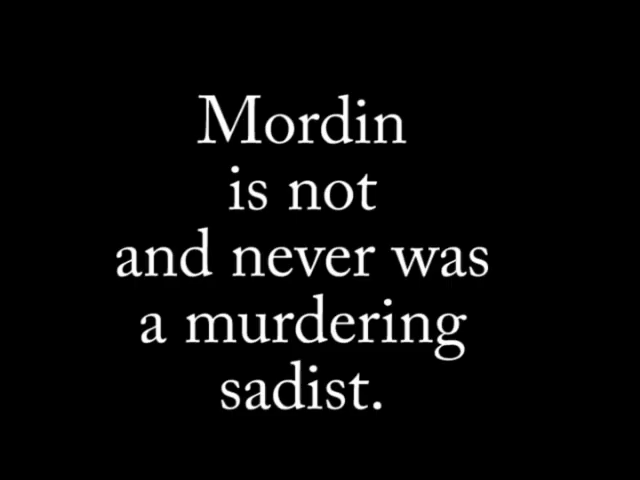 Mordin
is not
and never was
a murdering
sadist.